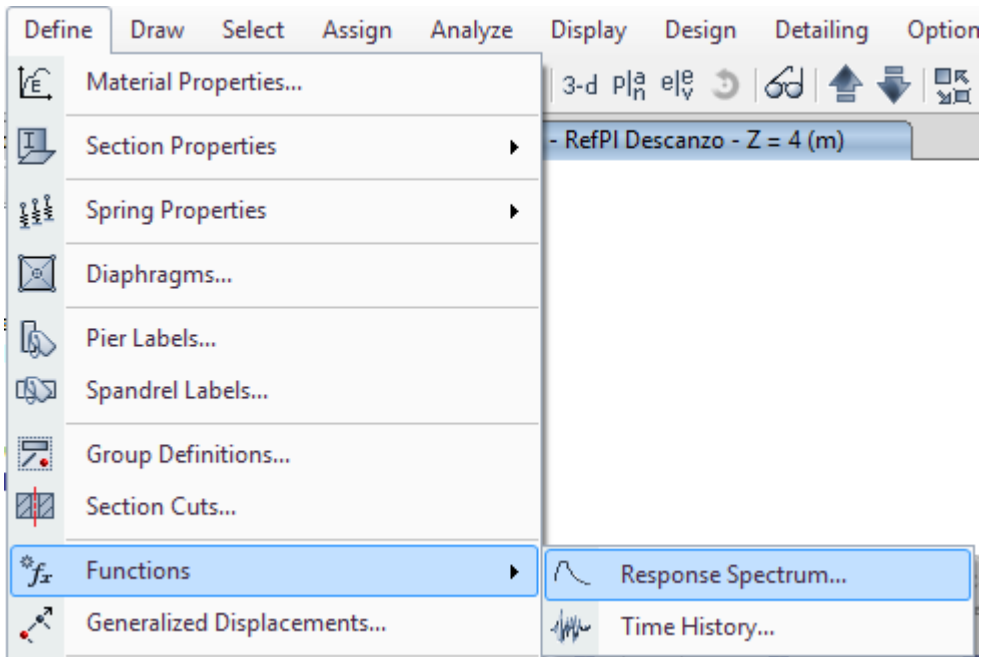 Define Draw Select Assign Analyze Display Design Detailing Option
Material Properties...
3-d
Section Properties
- RefPl Descanzo - Z = 4 (m)
Spring Properties
Diaphragms...
Pier Labels...
Spandrel Labels...
Group Definitions...
Section Cuts...
Functions
Response Spectrum...
Generalized Displacements...
Time History...